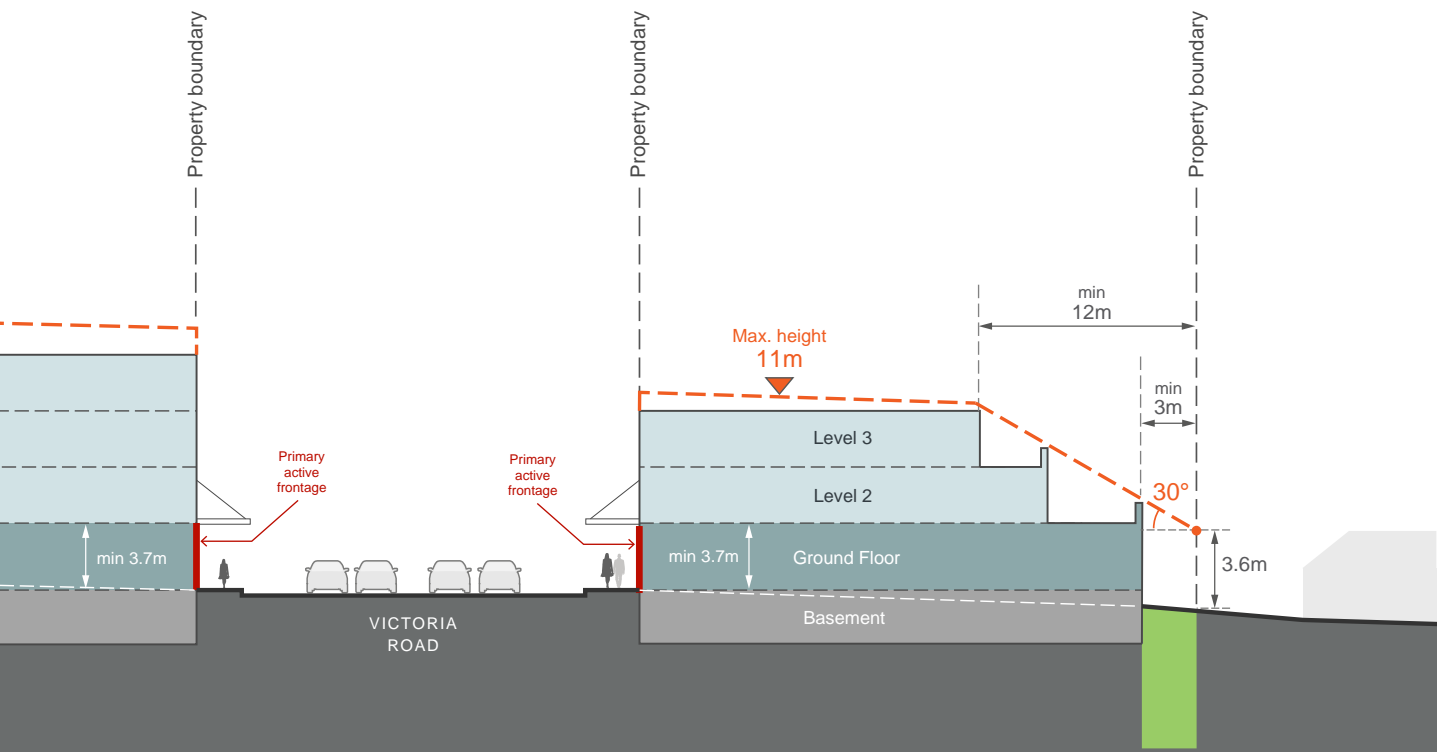 Property boundary
Property boundary
Property boundary
min
12m
Max. height
11m
min
3m
Level 3
Primary
active
frontage
Primary
active
frontage
30°
Level 2
min 3.7m
min 3.7m
Ground Floor
3.6m
Basement
VICTORIA
ROAD